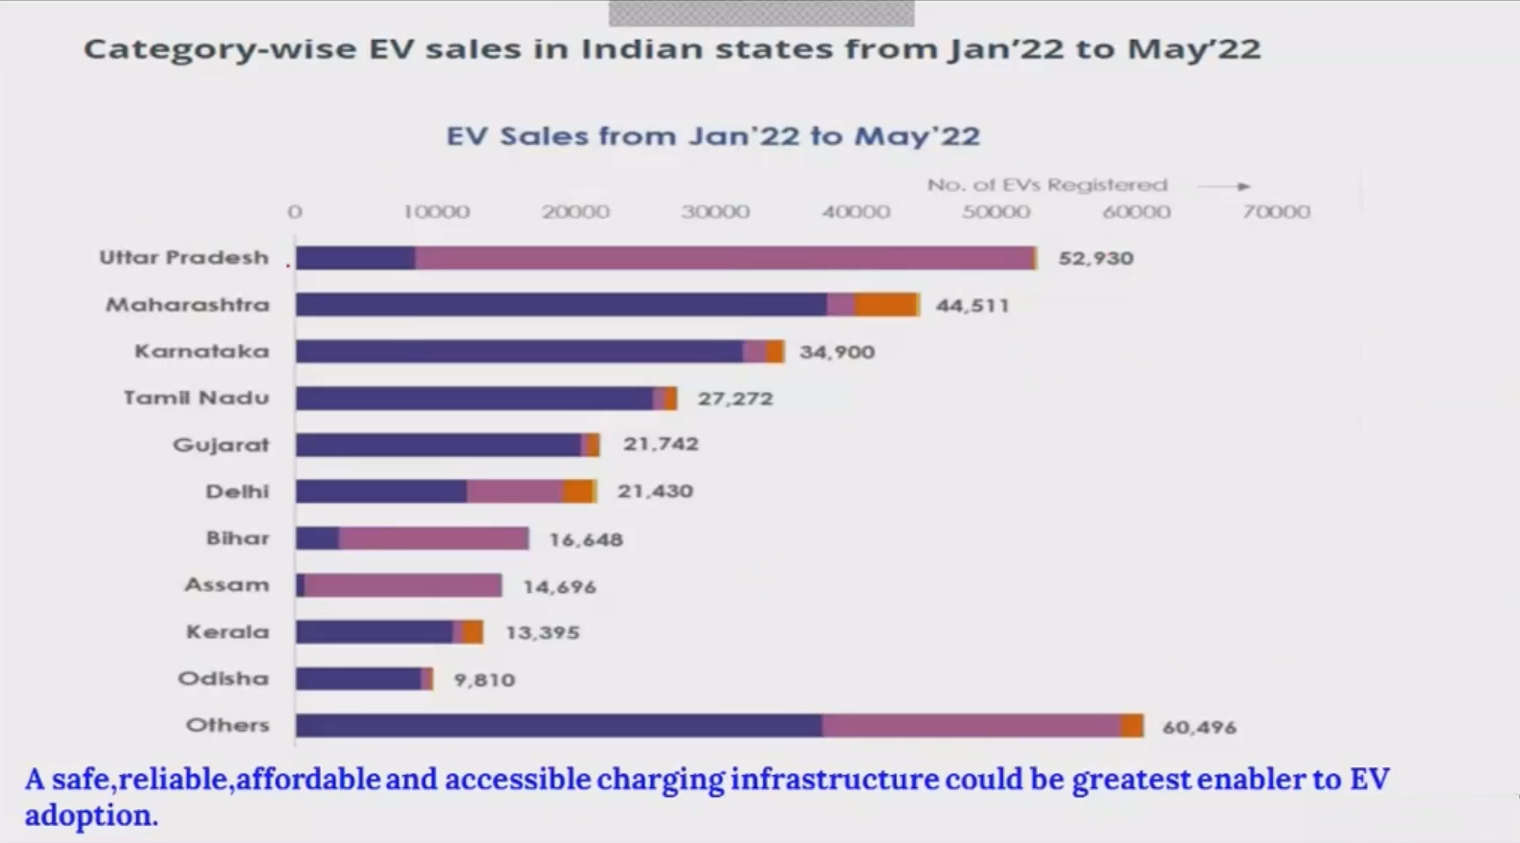 Category-wise EV sales in Indian states from Jan'22 to May'22
EV Sales from Jan'22 to May'22
No. of EVs Registered
0 10000 20000 30000 40000 50000 60000 70000
Uttar Pradesh 52,930
Maharashtra 44,511
Karnataka 34,900
Tamil Nadu 27,272
Gujarat 21,742
Delhi 21,430
Bihar 16,648
Assam 14,696
Kerala 13,395
Odisha 9,810
Others 60,496
A safe,reliable,affordable and accessible charging infrastructure could be greatest enabler to EV
adoption.